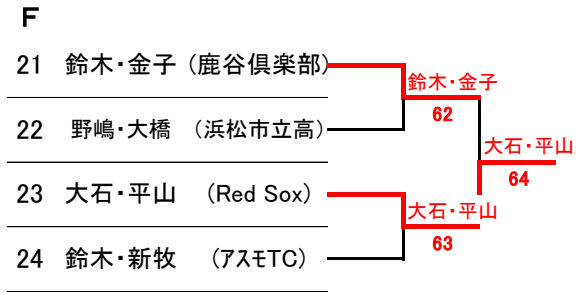 F
21 鈴木・金子 (鹿谷倶楽部)
鈴木・金子
62
22 野嶋・大橋 (浜松市立高)
大石・平山
64
23 大石・平山 (Red Sox)
大石・平山
63
24 鈴木・新牧 (アスモTC)